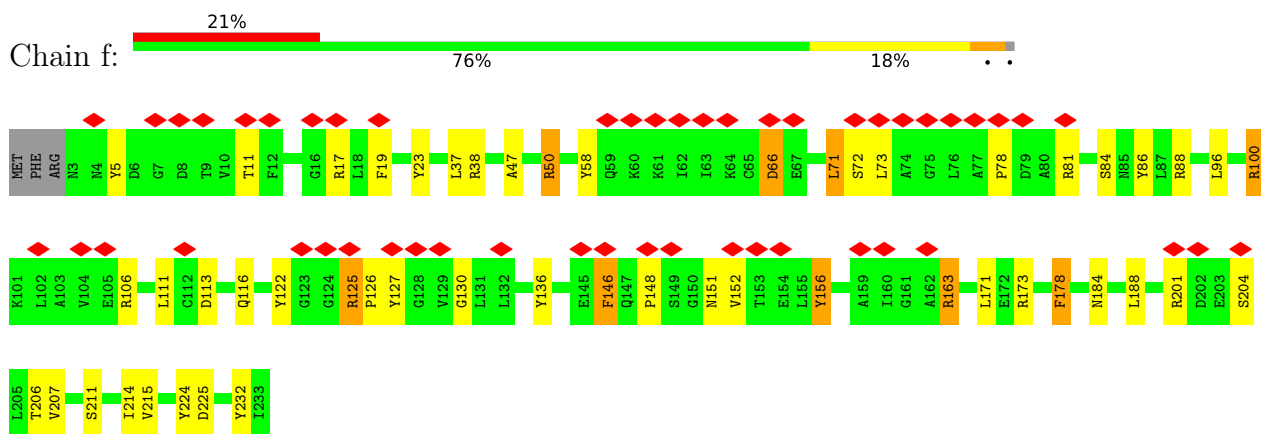 21%
Chain f:
76% 18% • •
MET PHE ARG N3 N4 Y5 D6 G7 D8 T9 V10 T11 F12 G16 R17 L18 F19 Y23 L37 R38 A47 R50 Y58 Q59 K60 K61 I62 I63 K64 C65 D66 E67 L71 S72 L73 A74 G75 L76 A77 P78 D79 A80 R81 S84 N85 Y86 L87 R88 L96 R100
K101 L102 A103 V104 E105 R106 L111 C112 D113 Q116 Y122 G123 G124 R125 P126 Y127 G128 V129 G130 L131 L132 Y136 E145 F146 Q147 P148 S149 G150 N151 V152 T153 E154 L155 Y156 A159 I160 G161 A162 R163 L171 E172 R173 F178 N184 L188 R201 D202 E203 S204
L205 T206 V207 S211 I214 V215 Y224 D225 Y232 I233